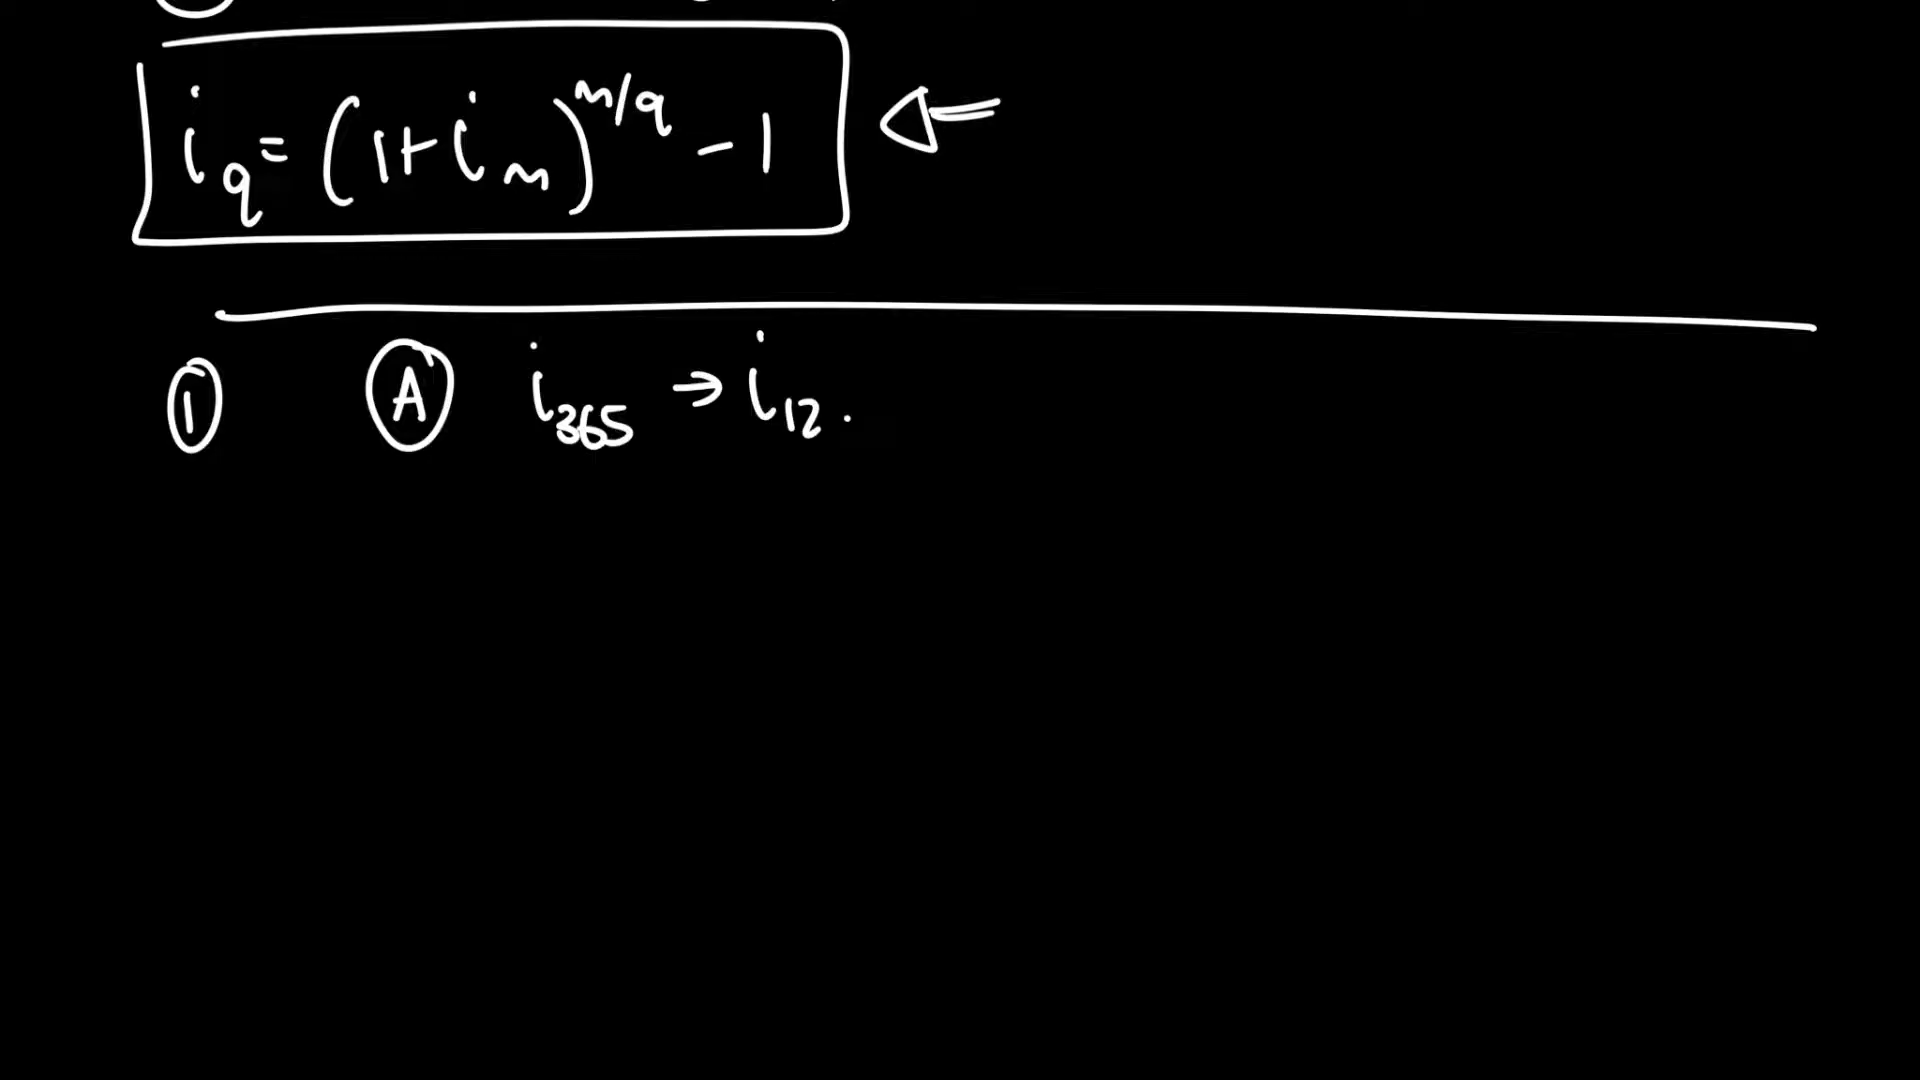 i_q = (1+i_m)^{m/q} - 1
① Ⓐ i_365 → i_12.